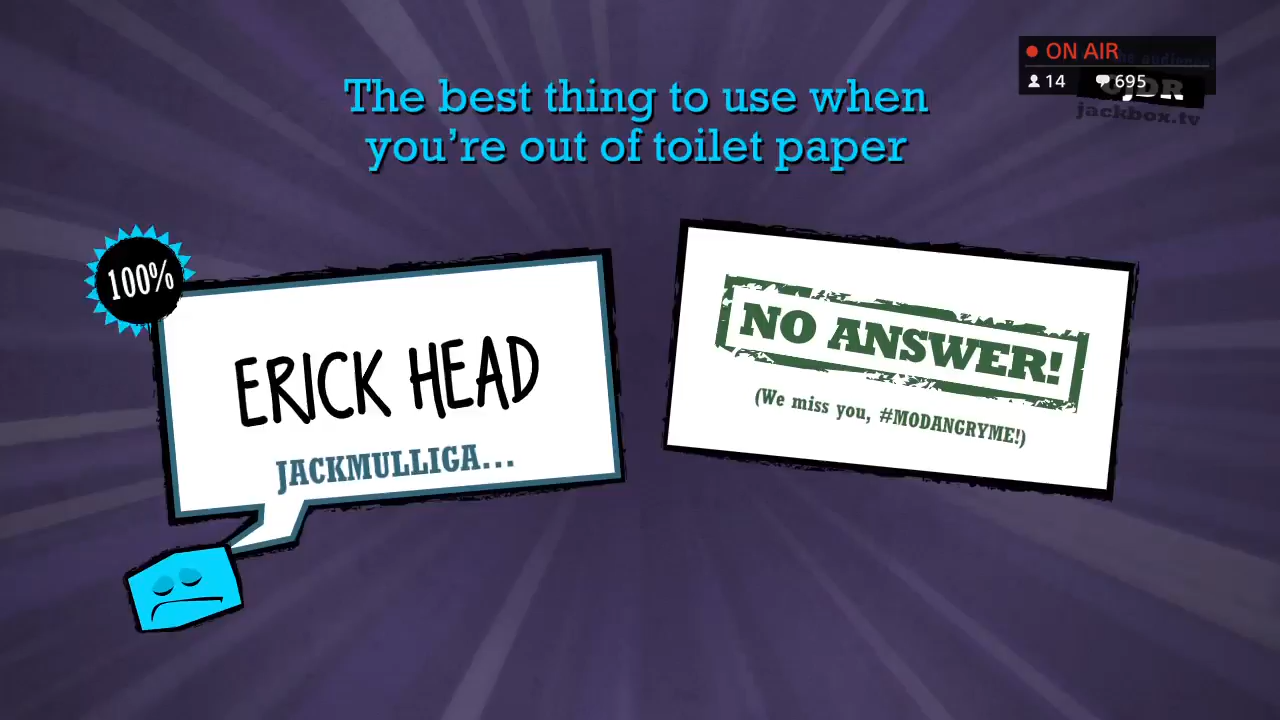 ON AIR
14 695
jackbox.tv
The best thing to use when
you're out of toilet paper
100%
ERICK HEAD
JACKMULLIGA...
NO ANSWER!
(We miss you, #MODANGRYME!)